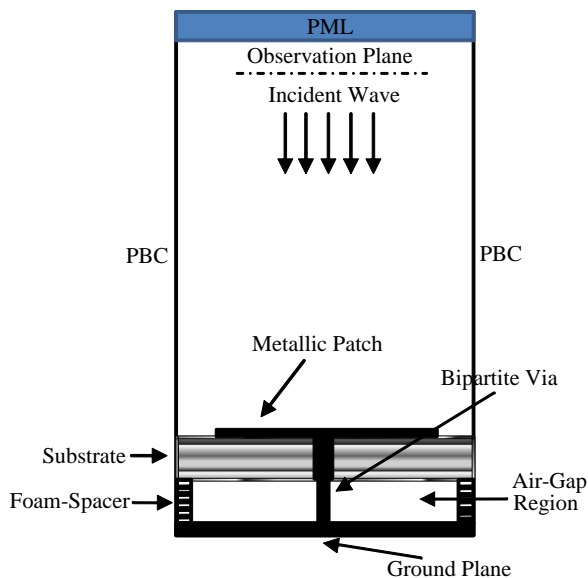 PML
Observation Plane
Incident Wave
PBC
PBC
Metallic Patch
Bipartite Via
Substrate
Foam-Spacer
Air-Gap
Region
Ground Plane